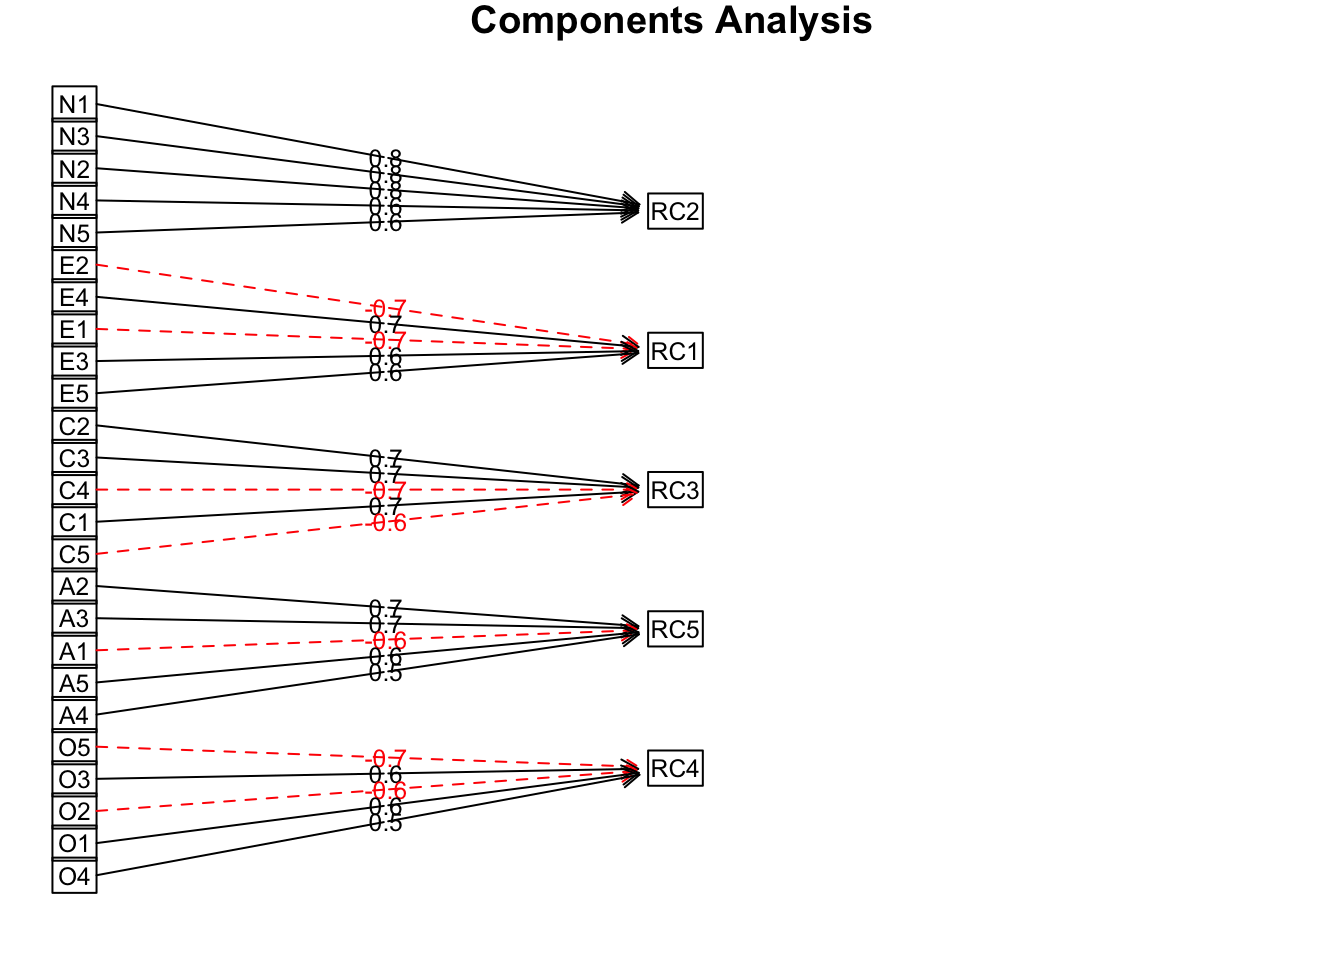 Components Analysis
N1
N3
N2
N4
N5
E2
E4
E1
E3
E5
C2
C3
C4
C1
C5
A2
A3
A1
A5
A4
O5
O3
O2
O1
O4
0.8
0.8
0.8
0.6
0.6
-0.7
0.7
-0.7
0.6
0.6
0.7
0.7
-0.7
0.7
-0.6
0.7
0.7
-0.6
0.6
0.5
-0.7
0.6
-0.6
0.6
0.5
RC2
RC1
RC3
RC5
RC4